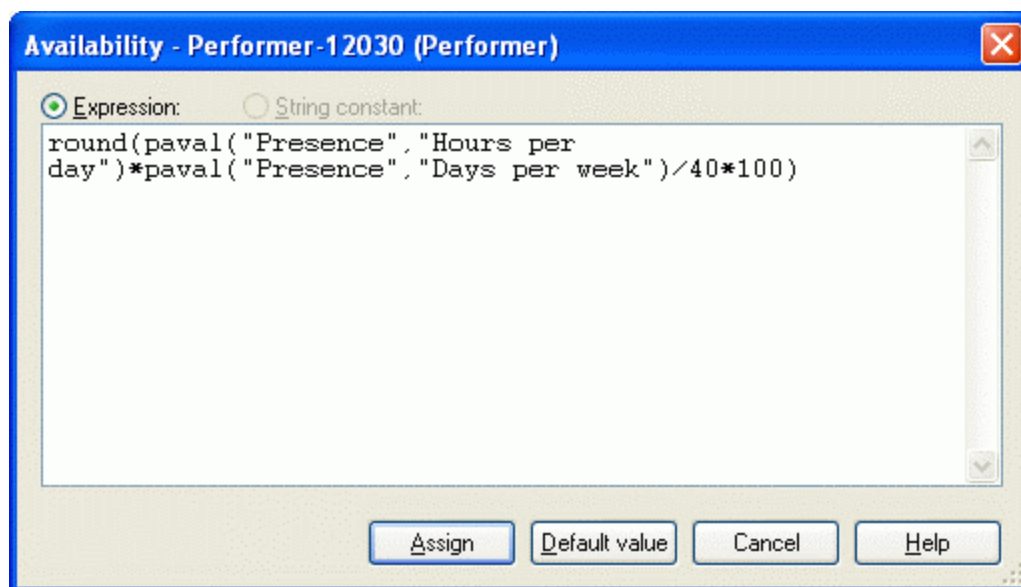 Availability - Performer-12030 (Performer)
Expression: String constant:
round(paval("Presence","Hours per
day")*paval("Presence","Days per week")/40*100)
Assign Default value Cancel Help